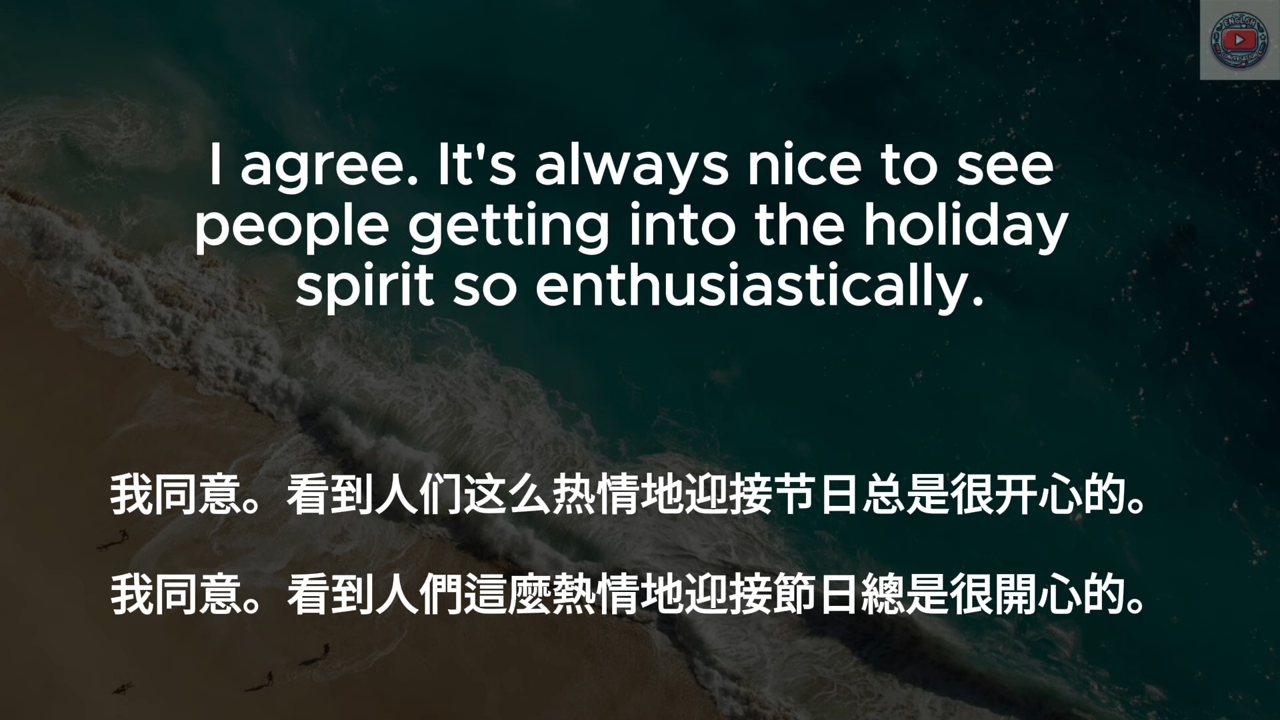 I agree. It's always nice to see
people getting into the holiday
spirit so enthusiastically.
我同意。看到人们这么热情地迎接节日总是很开心的。
我同意。看到人們這麼熱情地迎接節日總是很開心的。